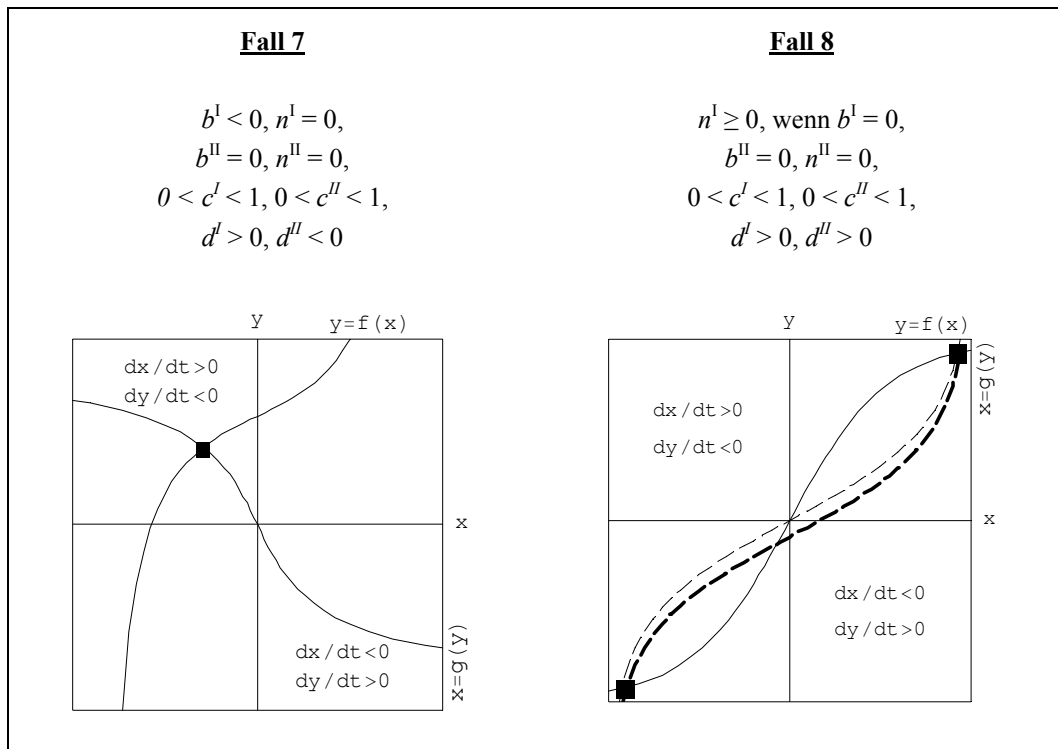 Fall 7
b^I < 0, n^I = 0,
b^II = 0, n^II = 0,
0 < c^I < 1, 0 < c^II < 1,
d^I > 0, d^II < 0
y
y=f(x)
dx/dt>0
dy/dt<0
x
dx/dt<0
dy/dt>0
x=g(y)
Fall 8
n^I ≥ 0, wenn b^I = 0,
b^II = 0, n^II = 0,
0 < c^I < 1, 0 < c^II < 1,
d^I > 0, d^II > 0
y
y=f(x)
x=g(y)
dx/dt>0
dy/dt<0
x
dx/dt<0
dy/dt>0